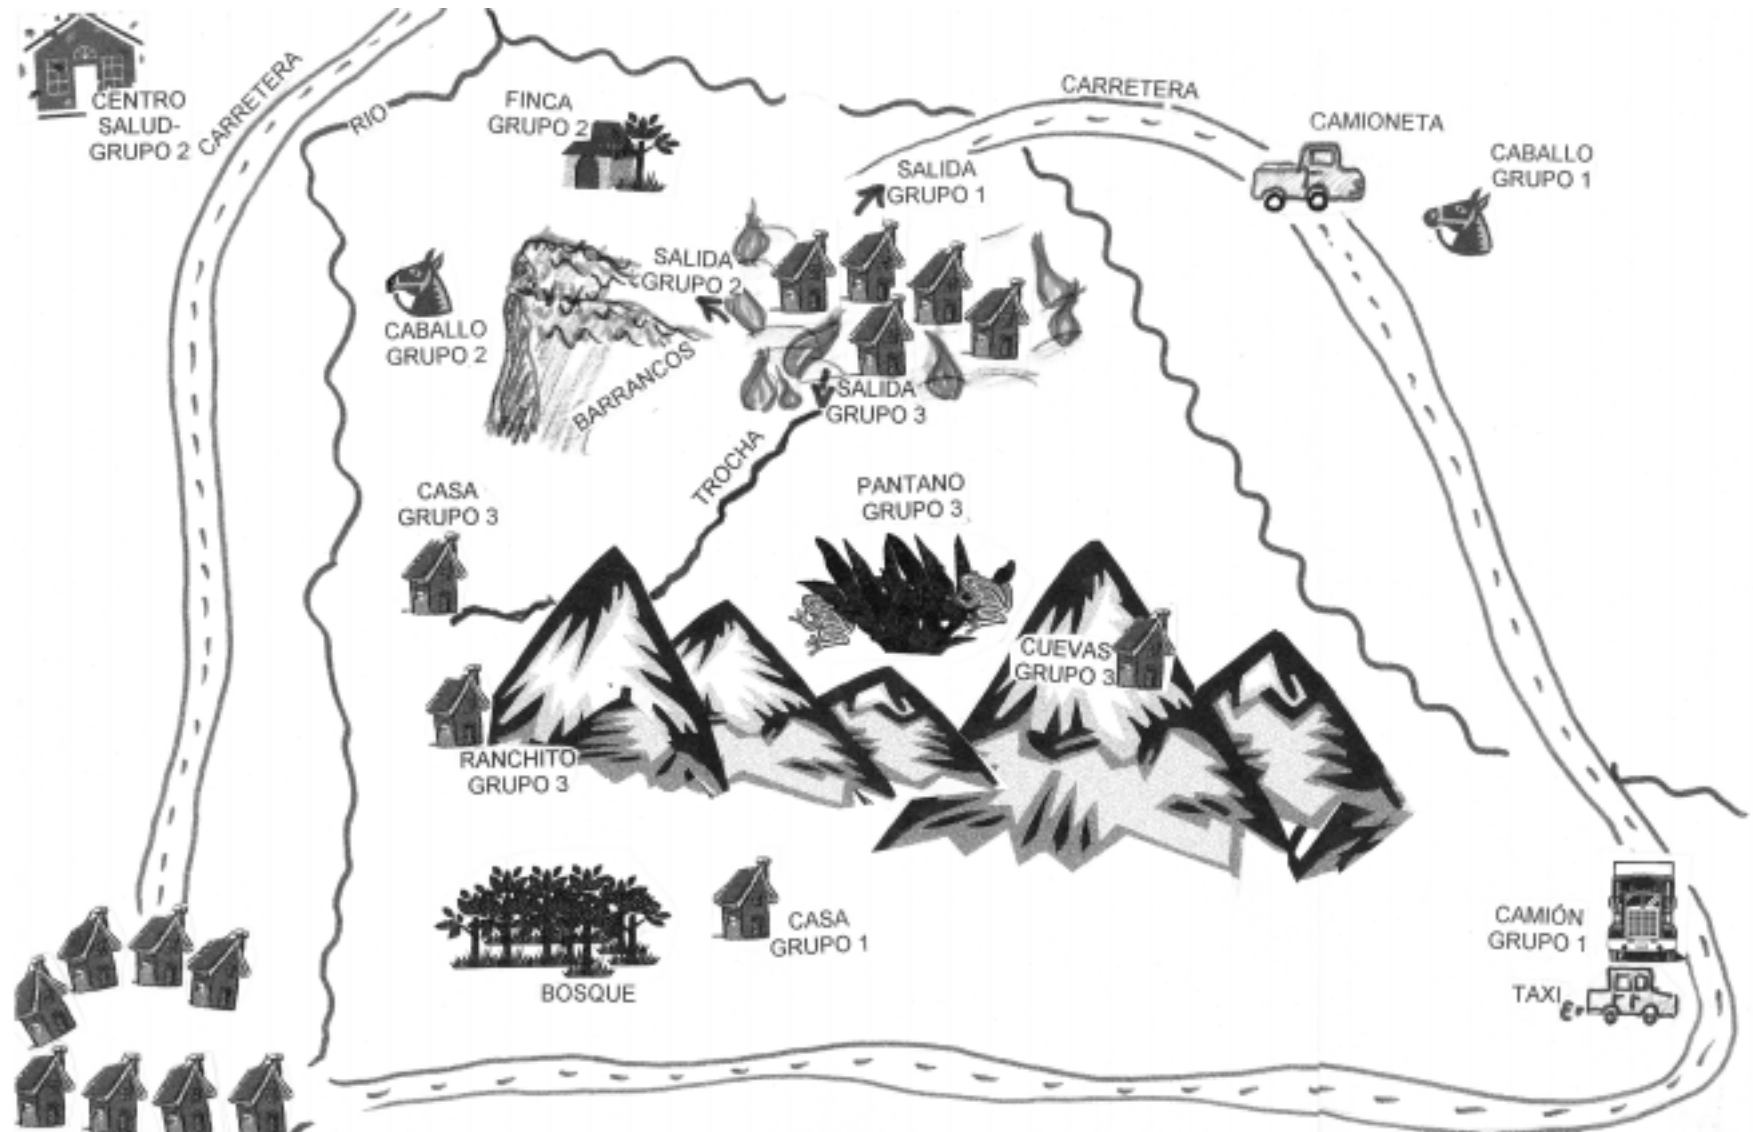 CENTRO
SALUD-
GRUPO 2
CARRETERA
RIO
FINCA
GRUPO 2
CARRETERA
CAMIONETA
CABALLO
GRUPO 1
SALIDA
GRUPO 1
SALIDA
GRUPO 2
CABALLO
GRUPO 2
BARRANCOS
SALIDA
GRUPO 3
TROCHA
CASA
GRUPO 3
PANTANO
GRUPO 3
CUEVAS
GRUPO 3
RANCHITO
GRUPO 3
CASA
GRUPO 1
BOSQUE
CAMIÓN
GRUPO 1
TAXI